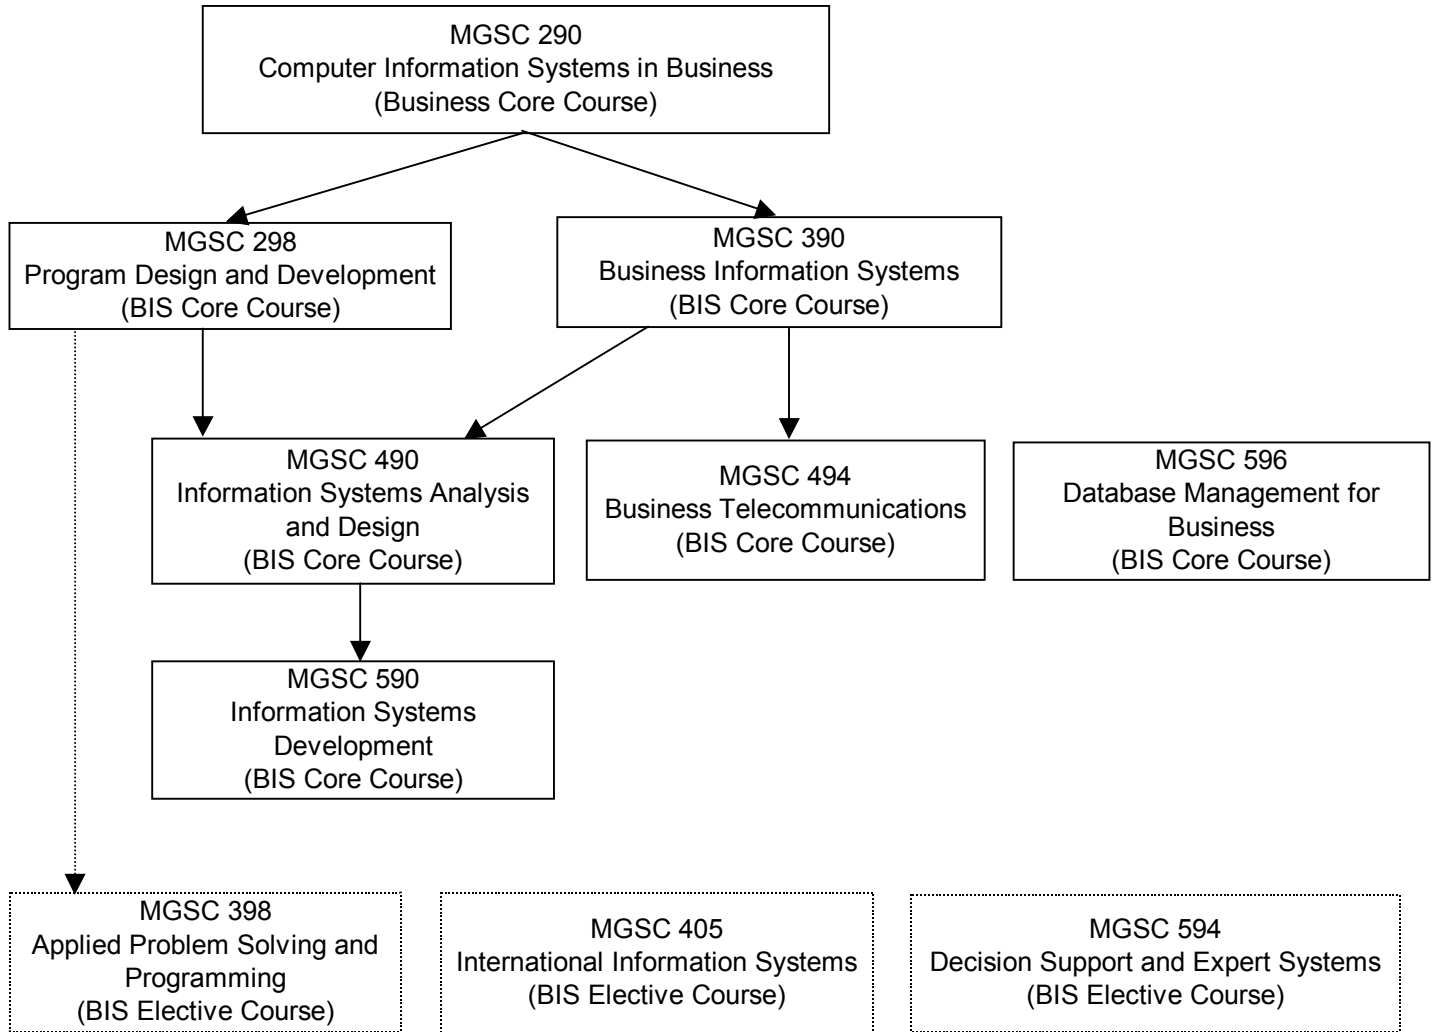 MGSC 290
Computer Information Systems in Business
(Business Core Course)
MGSC 298
Program Design and Development
(BIS Core Course)
MGSC 390
Business Information Systems
(BIS Core Course)
MGSC 490
Information Systems Analysis
and Design
(BIS Core Course)
MGSC 494
Business Telecommunications
(BIS Core Course)
MGSC 596
Database Management for
Business
(BIS Core Course)
MGSC 590
Information Systems
Development
(BIS Core Course)
MGSC 398
Applied Problem Solving and
Programming
(BIS Elective Course)
MGSC 405
International Information Systems
(BIS Elective Course)
MGSC 594
Decision Support and Expert Systems
(BIS Elective Course)